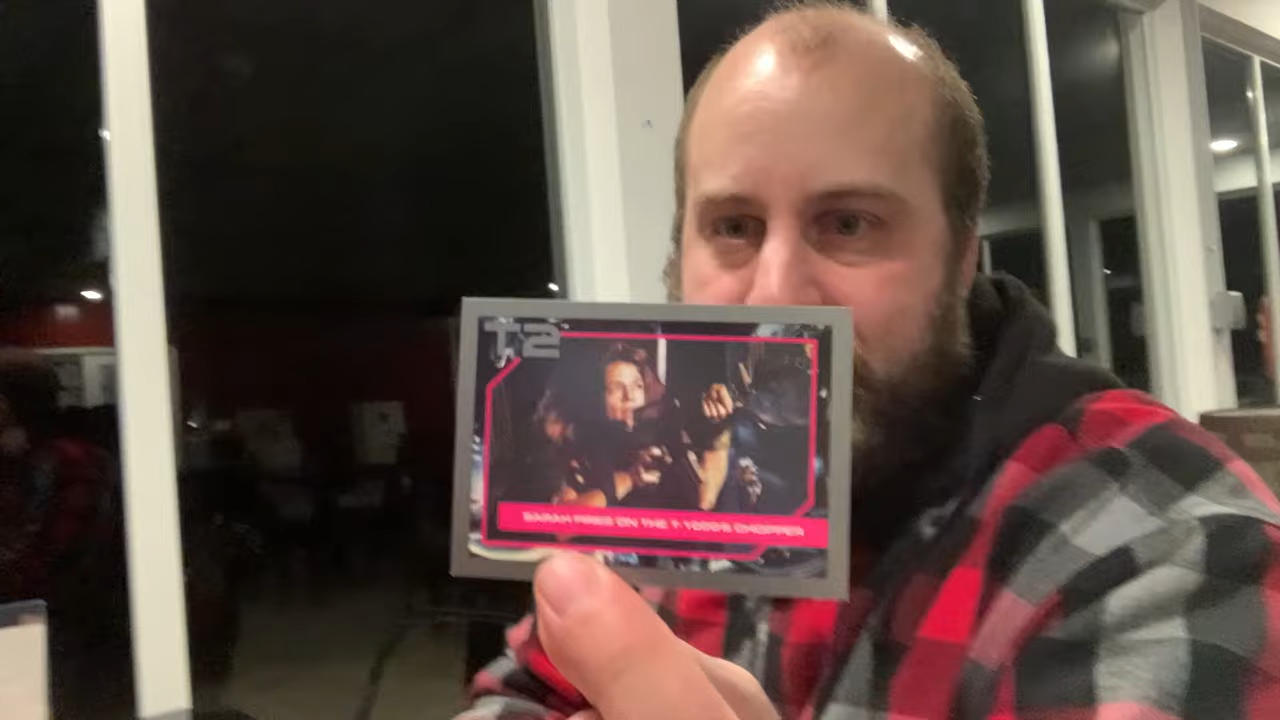 T2
SARAH FIRES ON THE T-1000'S CHOPPER